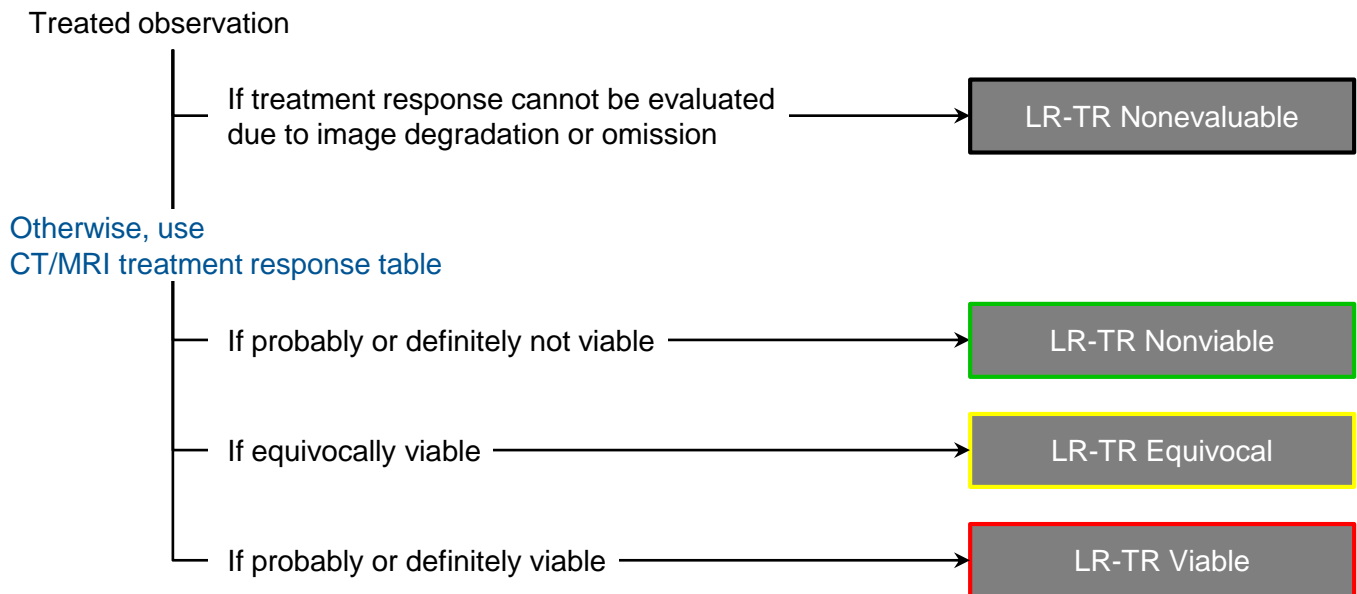 Treated observation
If treatment response cannot be evaluated
due to image degradation or omission
LR-TR Nonevaluable
Otherwise, use
CT/MRI treatment response table
If probably or definitely not viable
LR-TR Nonviable
If equivocally viable
LR-TR Equivocal
If probably or definitely viable
LR-TR Viable